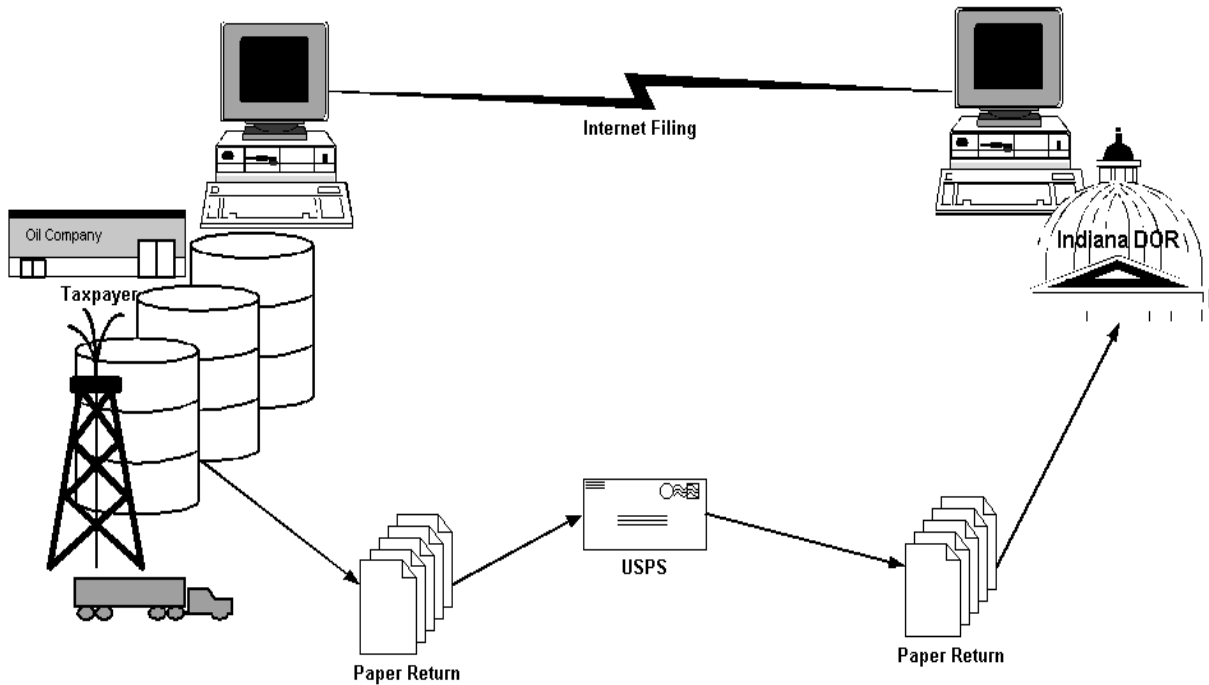 Internet Filing
Oil Company
Taxpayer
Indiana DOR
USPS
Paper Return
Paper Return